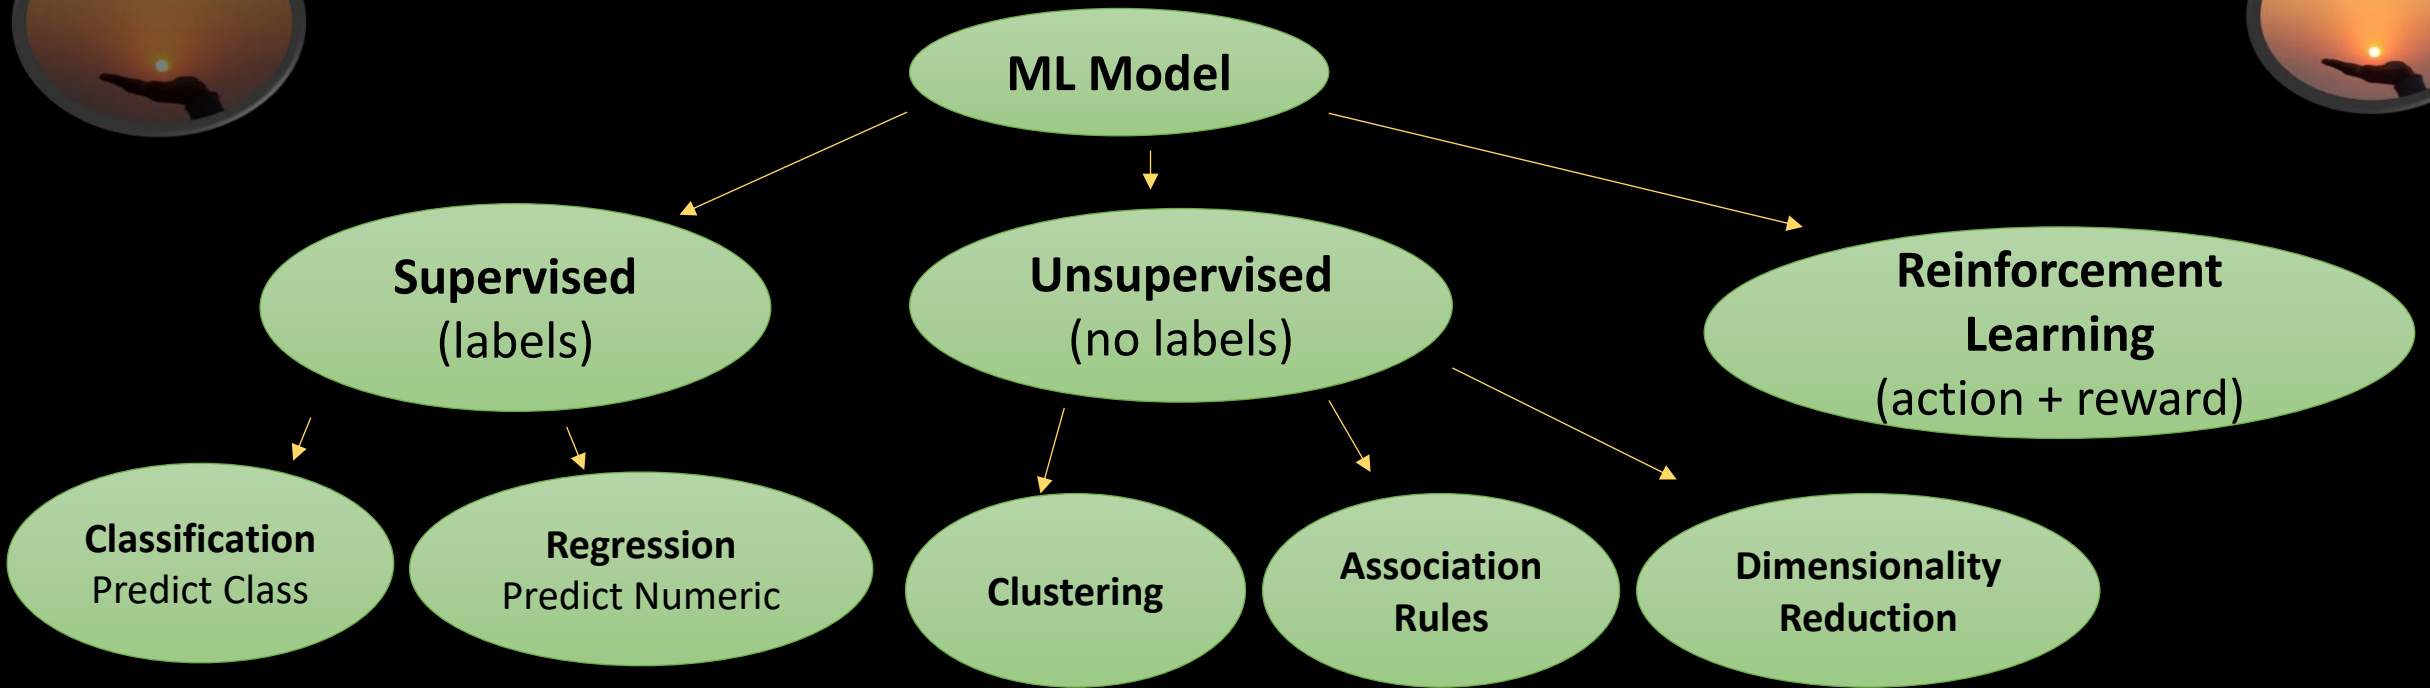 ML Model
Supervised
(labels)
Unsupervised
(no labels)
Reinforcement
Learning
(action + reward)
Classification
Predict Class
Regression
Predict Numeric
Clustering
Association
Rules
Dimensionality
Reduction